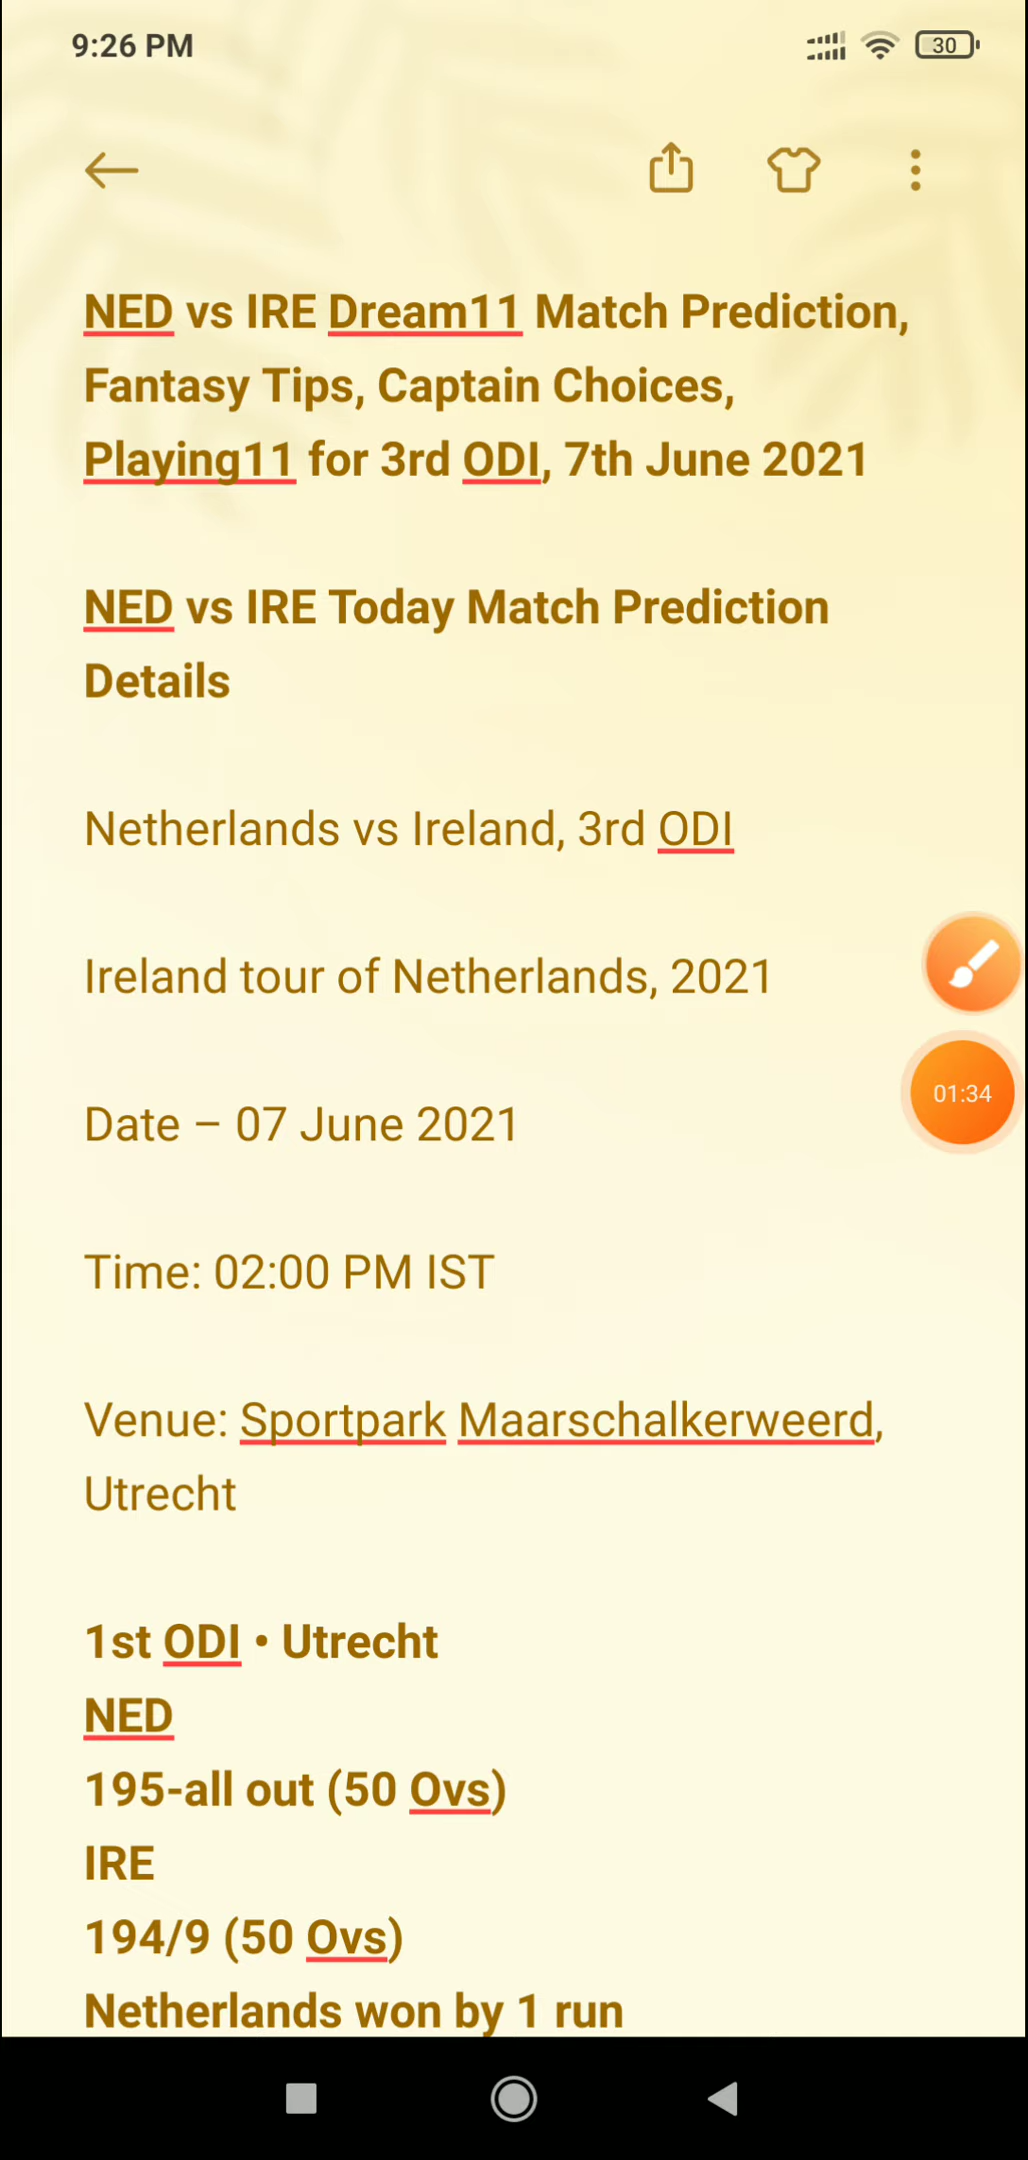 9:26 PM
30
NED vs IRE Dream11 Match Prediction,
Fantasy Tips, Captain Choices,
Playing11 for 3rd ODI, 7th June 2021
NED vs IRE Today Match Prediction
Details
Netherlands vs Ireland, 3rd ODI
Ireland tour of Netherlands, 2021
Date – 07 June 2021
01:34
Time: 02:00 PM IST
Venue: Sportpark Maarschalkerweerd,
Utrecht
1st ODI • Utrecht
NED
195-all out (50 Ovs)
IRE
194/9 (50 Ovs)
Netherlands won by 1 run